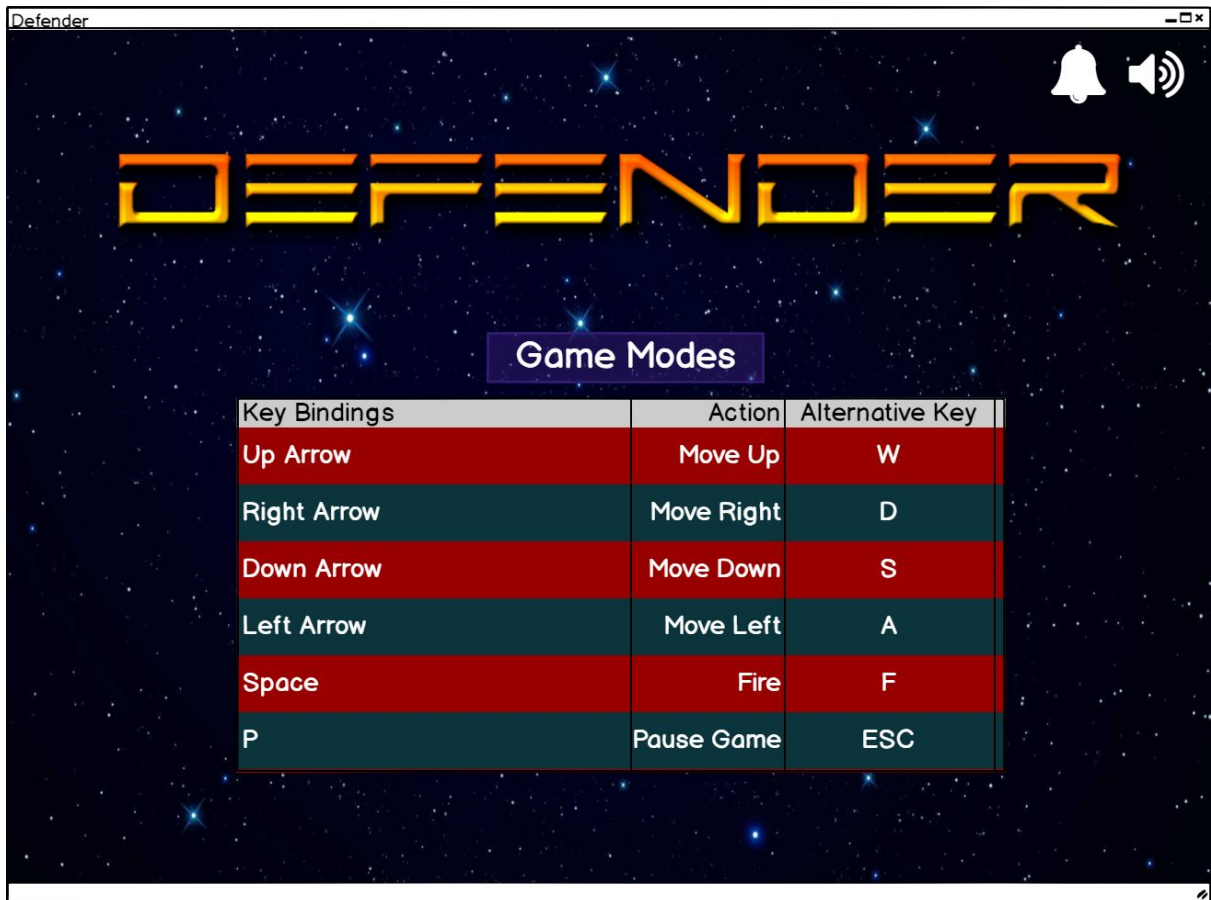 Defender
DEFENDER
Game Modes
Key Bindings Action Alternative Key
Up Arrow Move Up W
Right Arrow Move Right D
Down Arrow Move Down S
Left Arrow Move Left A
Space Fire F
P Pause Game ESC